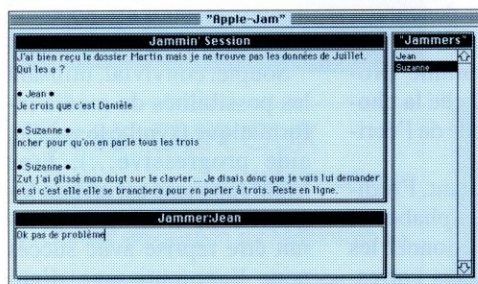 "Apple-Jam"
Jammin' Session
J'ai bien reçu le dossier Martin mais je ne trouve pas les données de Juillet.
Qui les a ?
● Jean ●
Je crois que c'est Danièle
● Suzanne ●
ncher pour qu'on en parle tous les trois
● Suzanne ●
Zut j'ai glissé mon doigt sur le clavier... Je disais donc que je vais lui demander
et si c'est elle elle se branchera pour en parler à trois. Reste en ligne.
Jammer:Jean
Ok pas de problème
"Jammers"
Jean
Suzanne